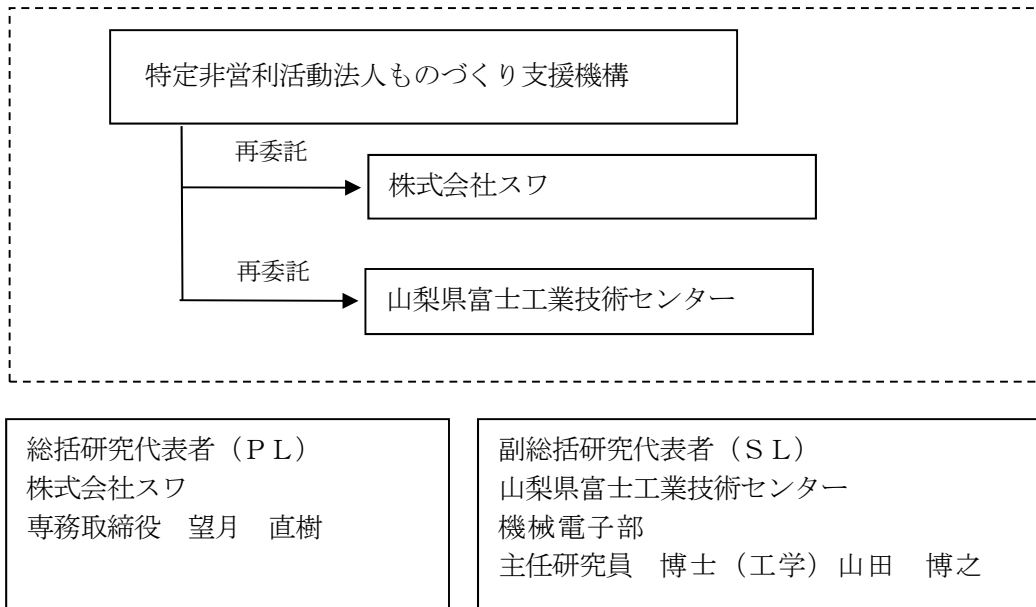 特定非営利活動法人ものづくり支援機構
再委託
株式会社スワ
再委託
山梨県富士工業技術センター
総括研究代表者（ＰＬ）
株式会社スワ
専務取締役　望月　直樹
副総括研究代表者（ＳＬ）
山梨県富士工業技術センター
機械電子部
主任研究員　博士（工学）山田　博之